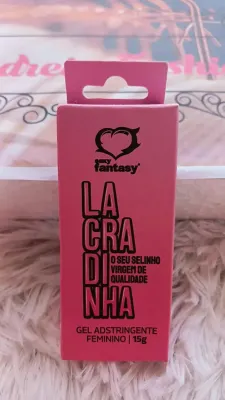 sexy
fantasy
LA
CRA
DI
NHA
O SEU SELINHO
VIRGEM DE
QUALIDADE
GEL ADSTRINGENTE
FEMININO | 15g